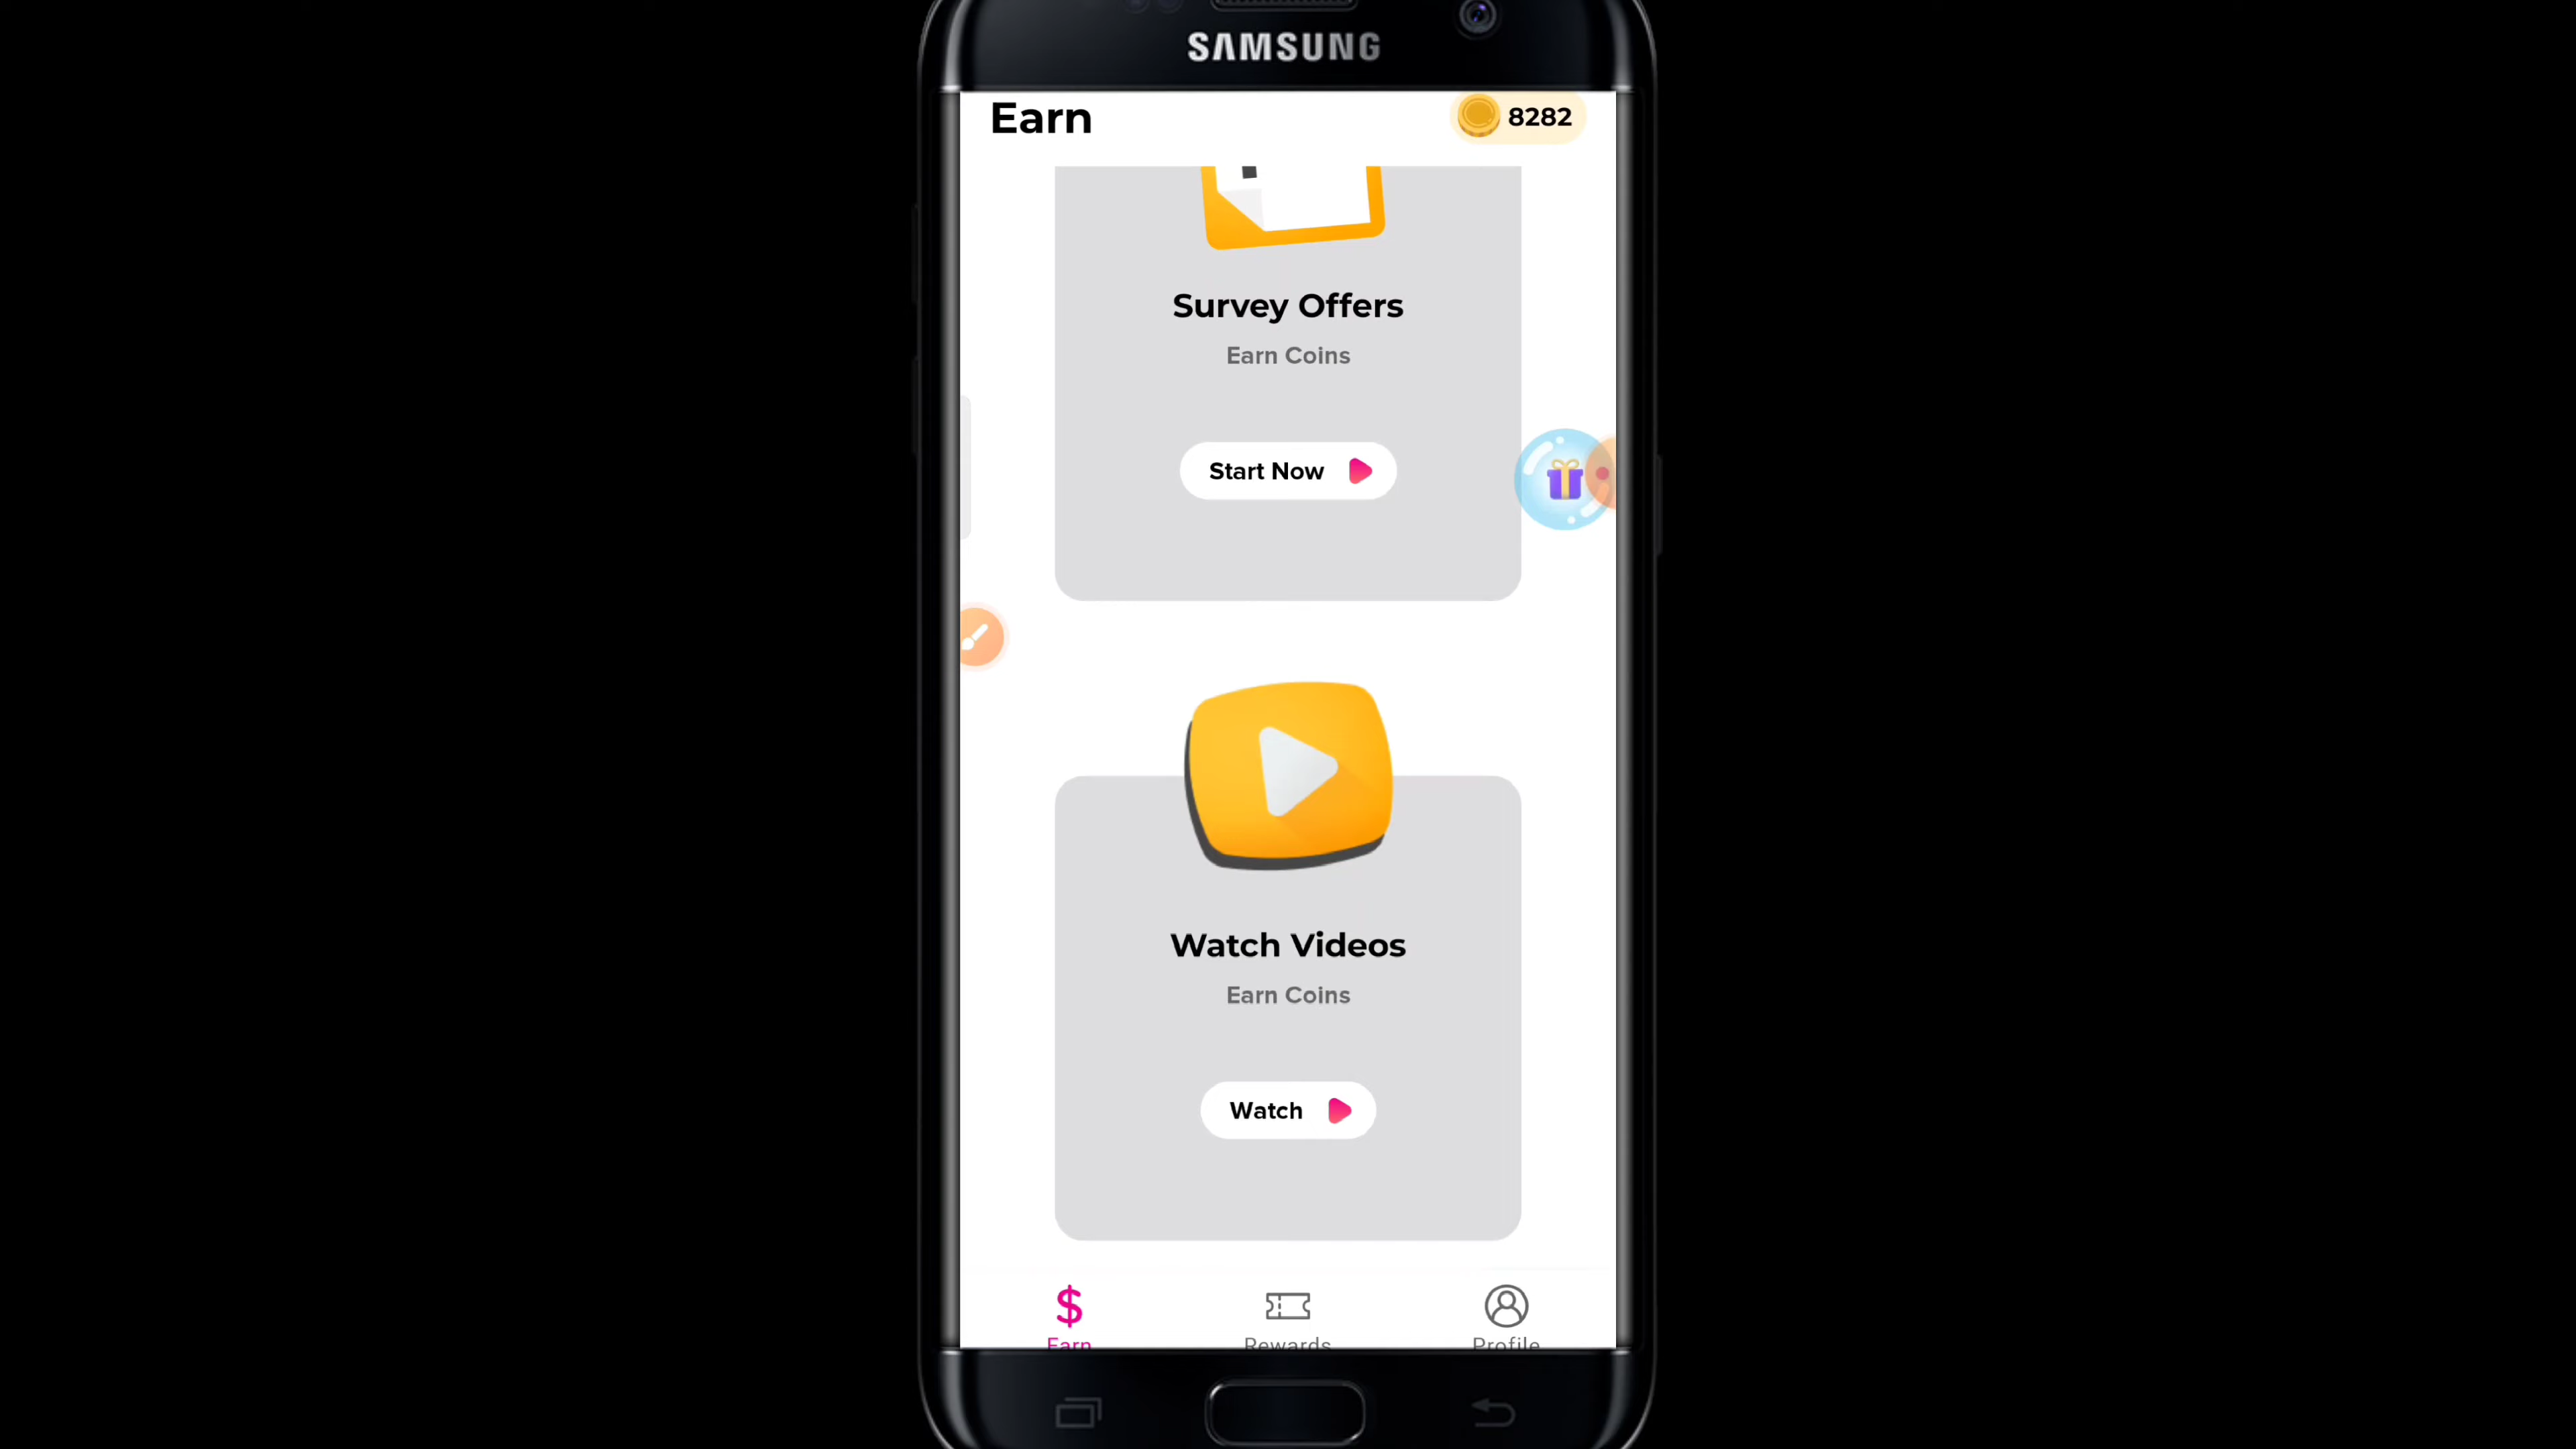 SAMSUNG
Earn
8282
Survey Offers
Earn Coins
Start Now
Watch Videos
Earn Coins
Watch
Earn
Rewards
Profile